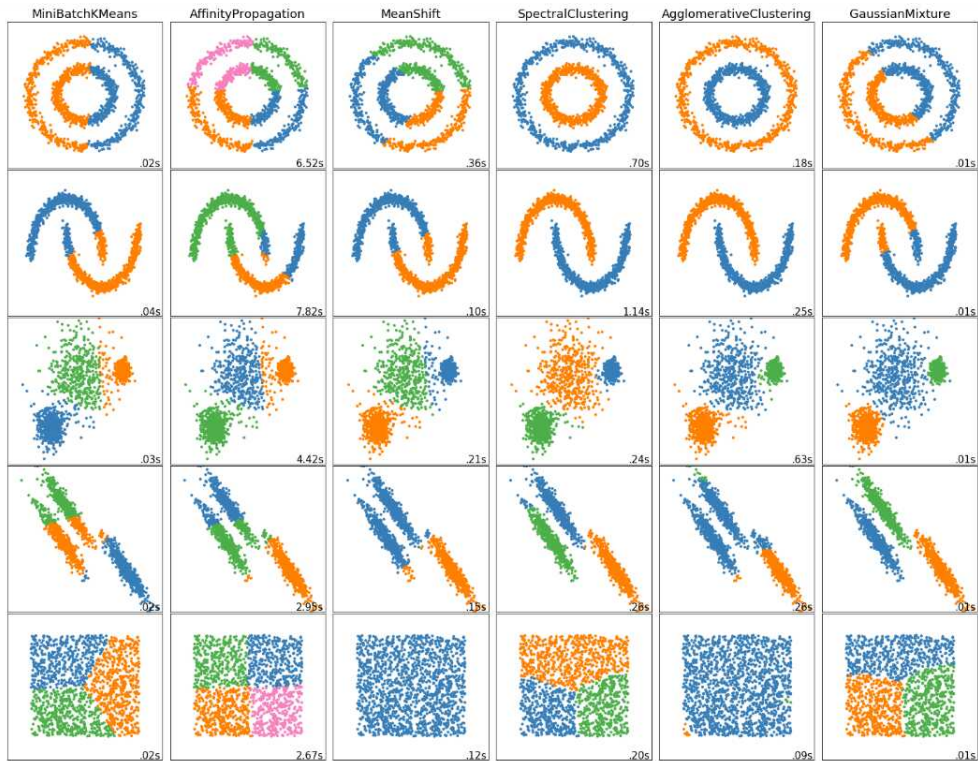 MiniBatchKMeans AffinityPropagation MeanShift SpectralClustering AgglomerativeClustering GaussianMixture
.02s 6.52s .36s .70s .18s .01s
.04s 7.82s .10s 1.14s .25s .01s
.03s 4.42s .21s .24s .63s .01s
.02s 2.95s .15s .26s .26s .01s
.02s 2.67s .12s .20s .09s .01s